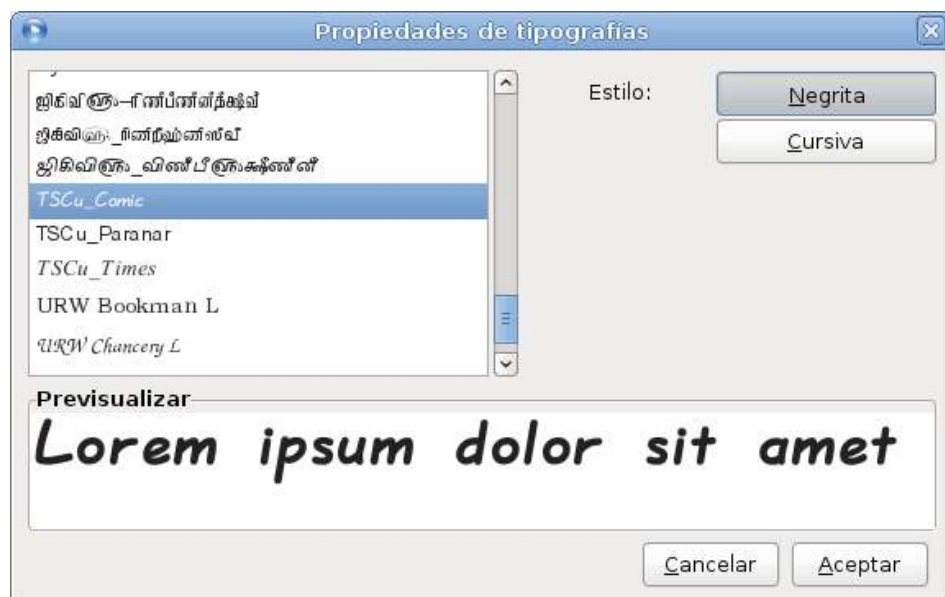 Propiedades de tipografías
Estilo:
Negrita
Cursiva
TSCu_Comic
TSCu_Paranar
TSCu_Times
URW Bookman L
URW Chancery L
Previsualizar
Lorem ipsum dolor sit amet
Cancelar
Aceptar